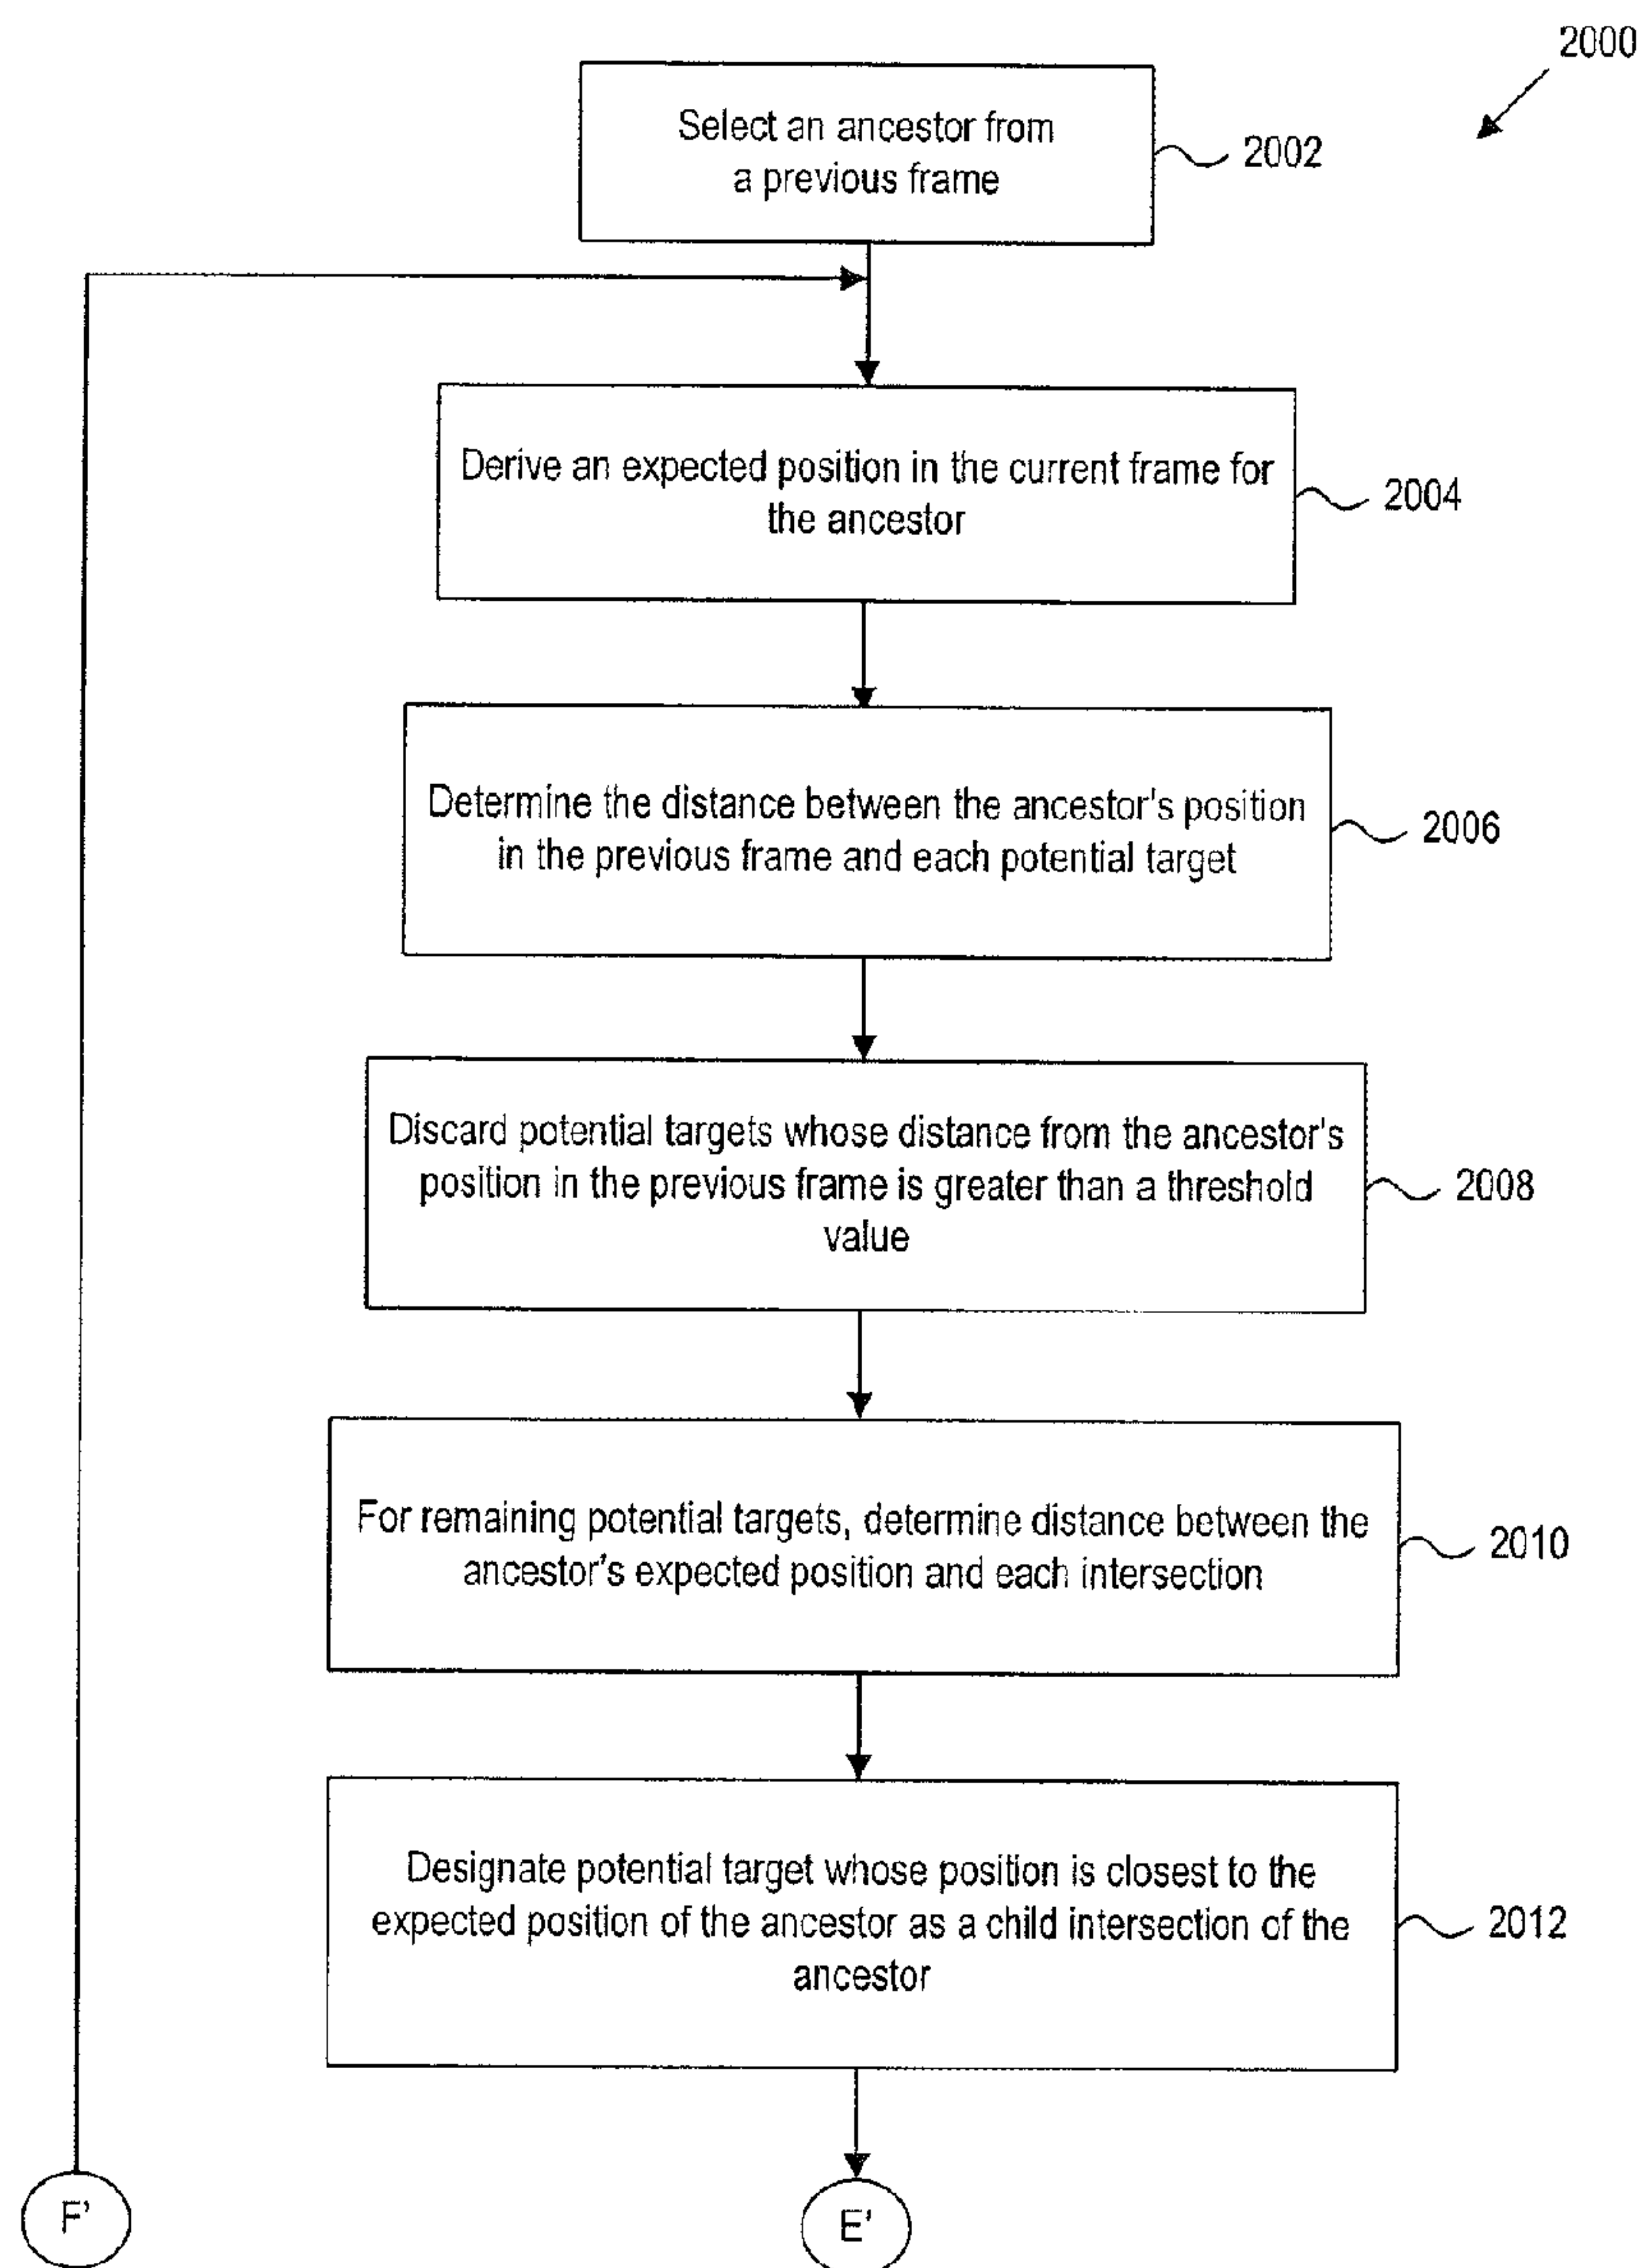 2000
Select an ancestor from
a previous frame
2002
Derive an expected position in the current frame for
the ancestor
2004
Determine the distance between the ancestor's position
in the previous frame and each potential target
2006
Discard potential targets whose distance from the ancestor's
position in the previous frame is greater than a threshold
value
2008
For remaining potential targets, determine distance between the
ancestor's expected position and each intersection
2010
Designate potential target whose position is closest to the
expected position of the ancestor as a child intersection of the
ancestor
2012
F'
E'